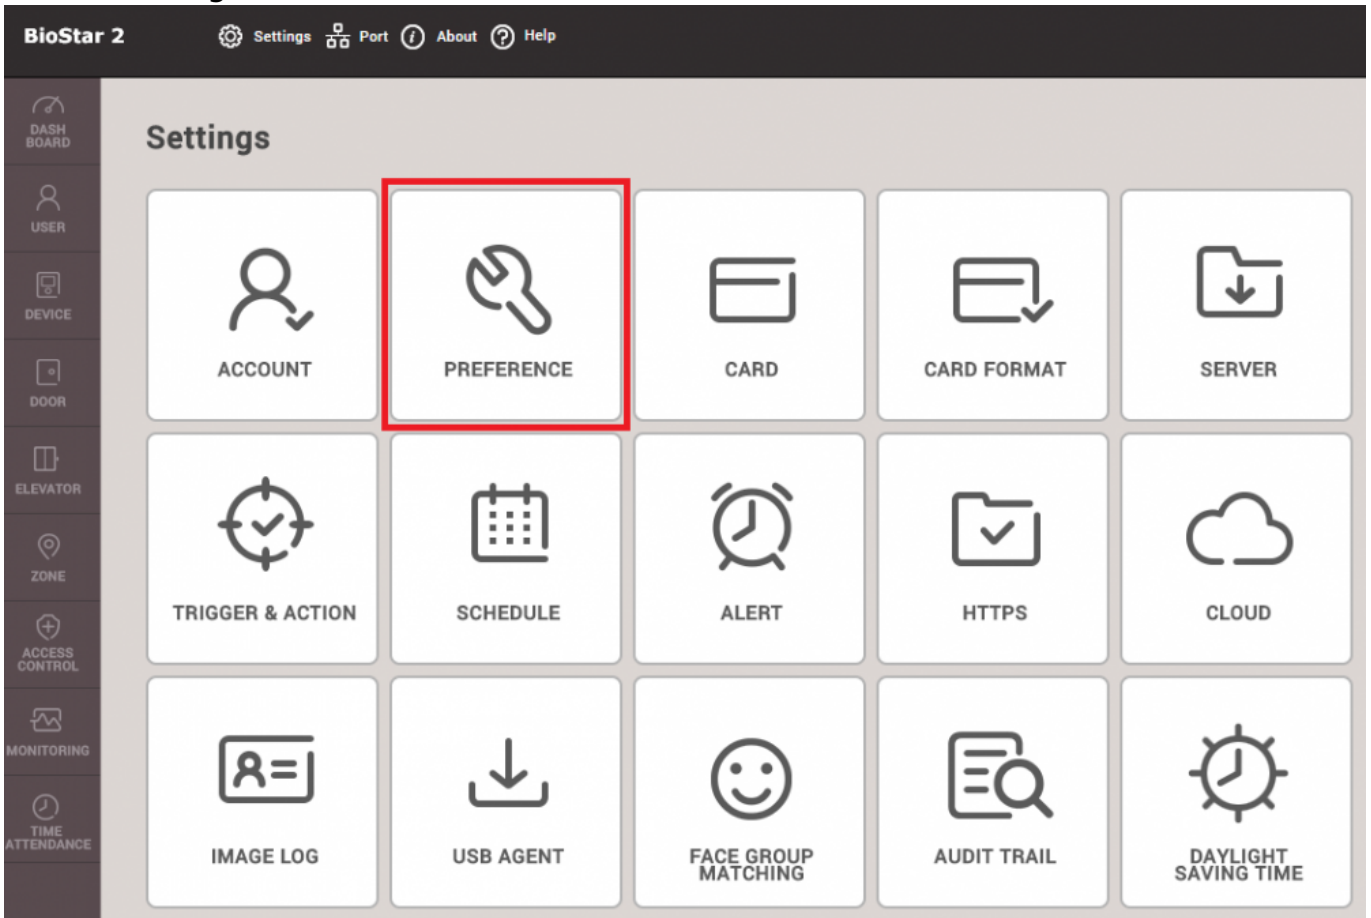 BioStar 2
Settings
Port
About
Help
DASH
BOARD
USER
DEVICE
DOOR
ELEVATOR
ZONE
ACCESS
CONTROL
MONITORING
TIME
ATTENDANCE
Settings
ACCOUNT
PREFERENCE
CARD
CARD FORMAT
SERVER
TRIGGER & ACTION
SCHEDULE
ALERT
HTTPS
CLOUD
IMAGE LOG
USB AGENT
FACE GROUP
MATCHING
AUDIT TRAIL
DAYLIGHT
SAVING TIME